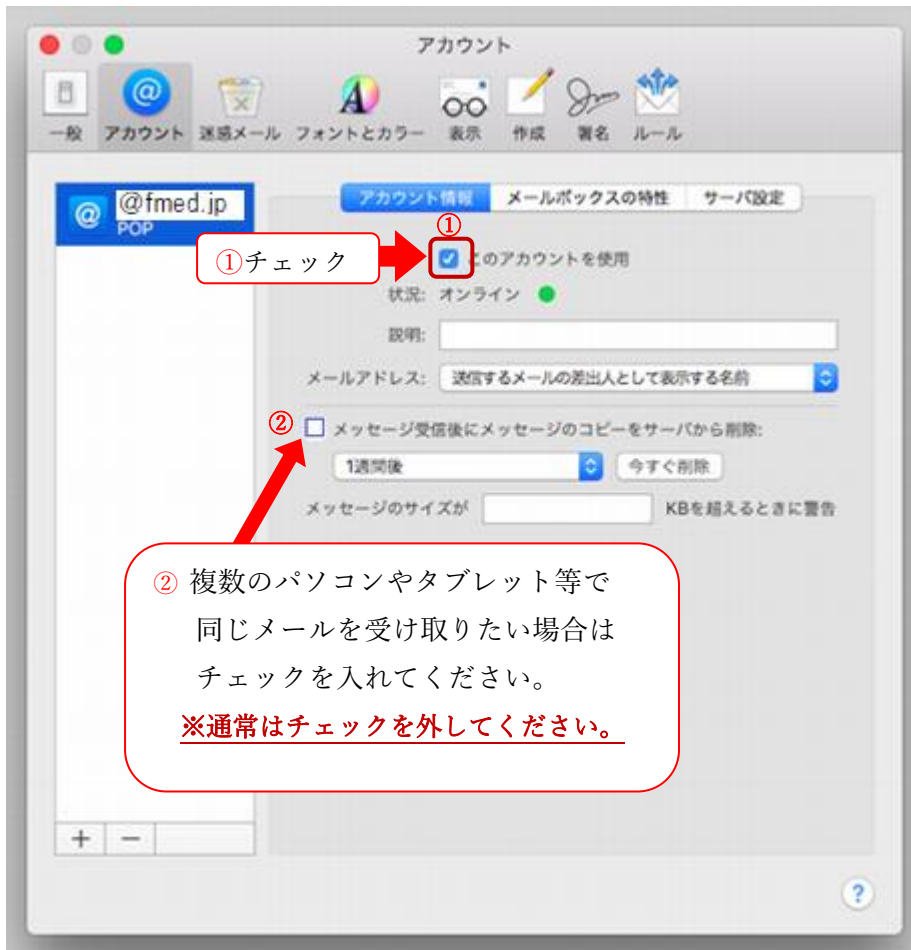 アカウント
一般 アカウント 迷惑メール フォントとカラー 表示 作成 署名 ルール
@fmed.jp
POP
アカウント情報 メールボックスの特性 サーバ設定
①
①チェック
このアカウントを使用
状況: オンライン
説明:
メールアドレス: 送信するメールの差出人として表示する名前
②
メッセージ受信後にメッセージのコピーをサーバから削除:
1週間後 今すぐ削除
メッセージのサイズが KBを超えるときに警告
② 複数のパソコンやタブレット等で
同じメールを受け取りたい場合は
チェックを入れてください。
※通常はチェックを外してください。